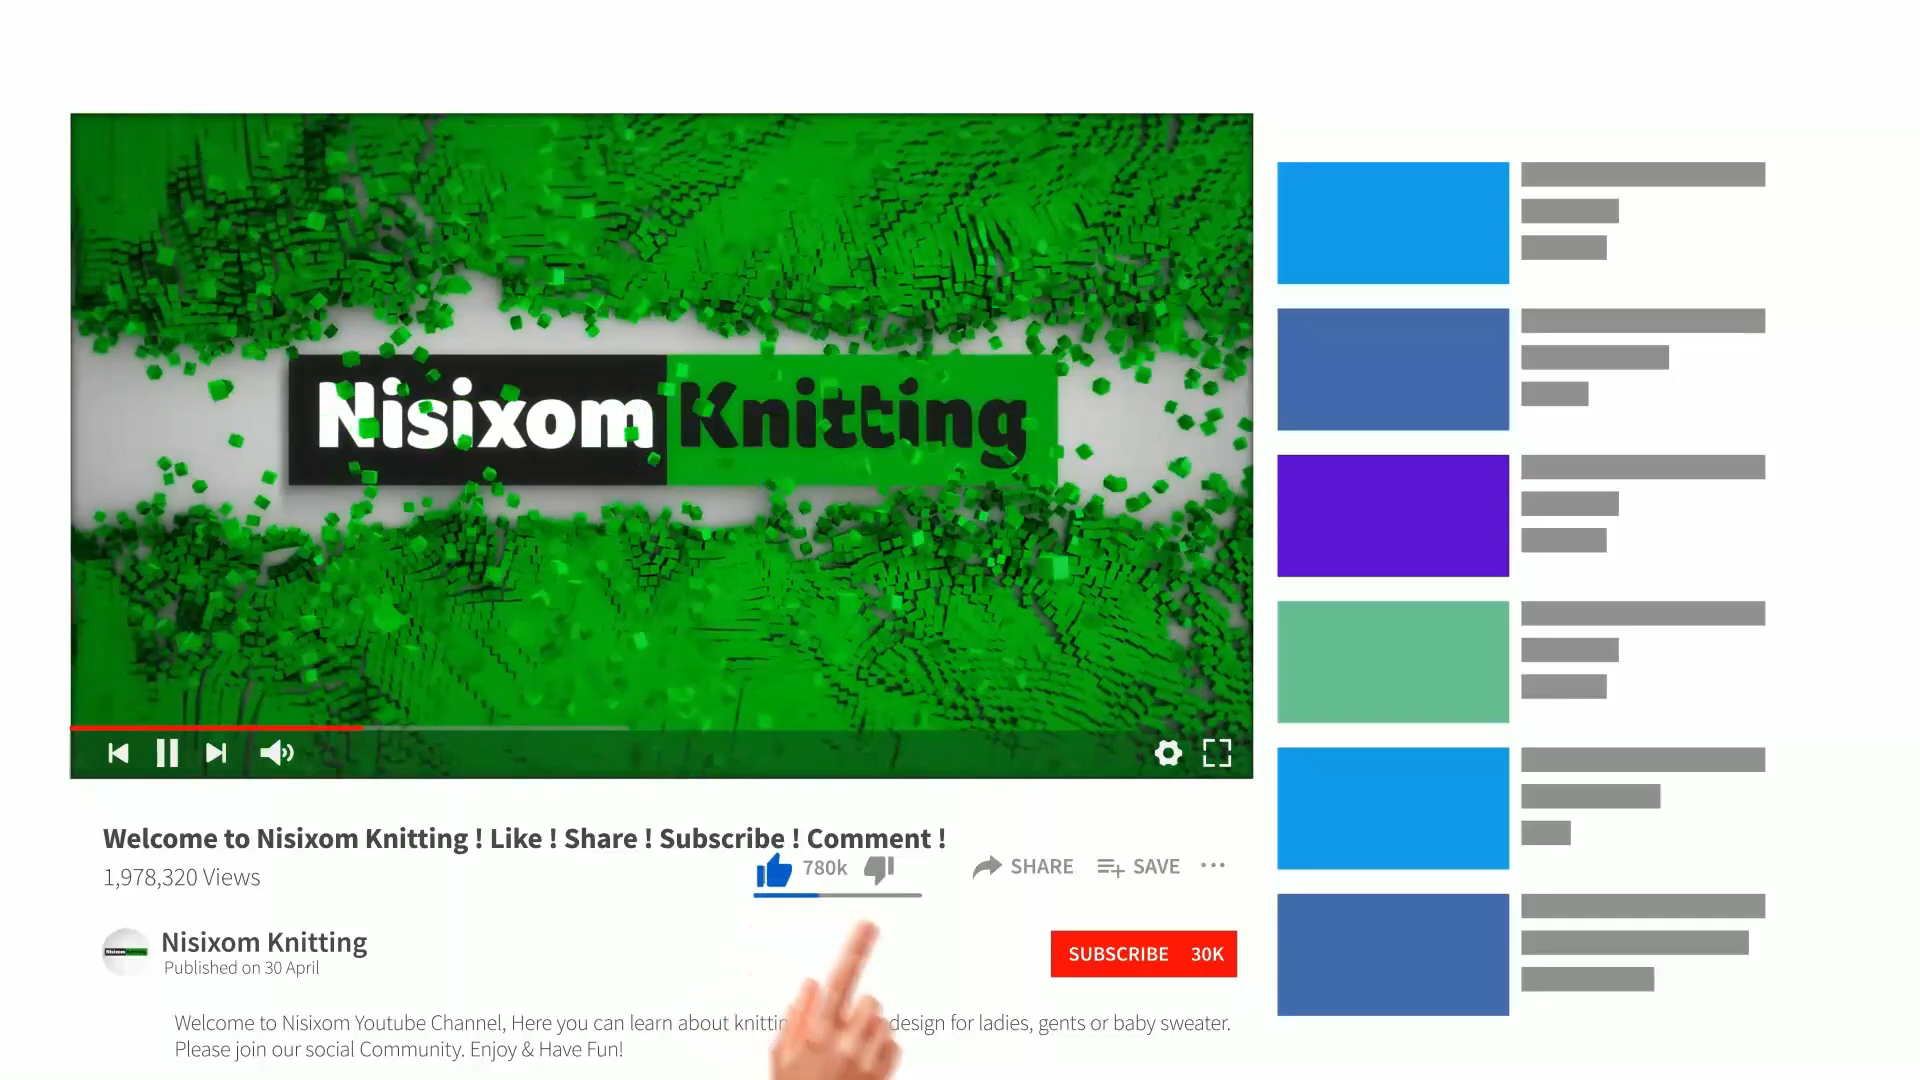 Nisixom Knitting
Welcome to Nisixom Knitting ! Like ! Share ! Subscribe ! Comment !
1,978,320 Views
780k
SHARE
SAVE
Nisixom Knitting
Published on 30 April
SUBSCRIBE 30K
Welcome to Nisixom Youtube Channel, Here you can learn about design for ladies, gents or baby sweater.
Please join our social Community. Enjoy & Have Fun!